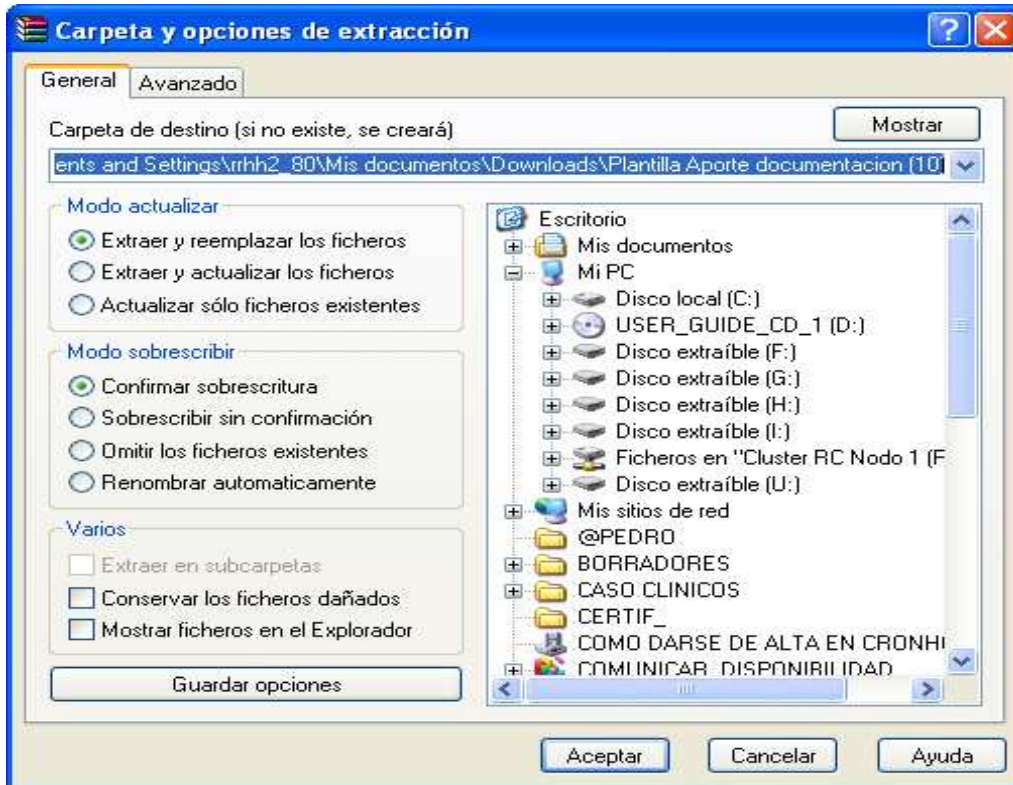 Carpeta y opciones de extracción
General
Avanzado
Carpeta de destino (si no existe, se creará)
Mostrar
ents and Settings\rrhh2_80\Mis documentos\Downloads\Plantilla Aporte documentacion (10)
Modo actualizar
Extraer y reemplazar los ficheros
Extraer y actualizar los ficheros
Actualizar sólo ficheros existentes
Modo sobrescribir
Confirmar sobrescritura
Sobrescribir sin confirmación
Omitir los ficheros existentes
Renombrar automaticamente
Varios
Extraer en subcarpetas
Conservar los ficheros dañados
Mostrar ficheros en el Explorador
Guardar opciones
Escritorio
Mis documentos
Mi PC
Disco local (C:)
USER_GUIDE_CD_1 (D:)
Disco extraíble (F:)
Disco extraíble (G:)
Disco extraíble (H:)
Disco extraíble (I:)
Ficheros en "Cluster RC Nodo 1 (F
Disco extraíble (U:)
Mis sitios de red
@PEDRO
BORRADORES
CASO CLINICOS
CERTIF_
COMO DARSE DE ALTA EN CRONH
COMUNICAR_DISPONIBILIDAD
Aceptar
Cancelar
Ayuda